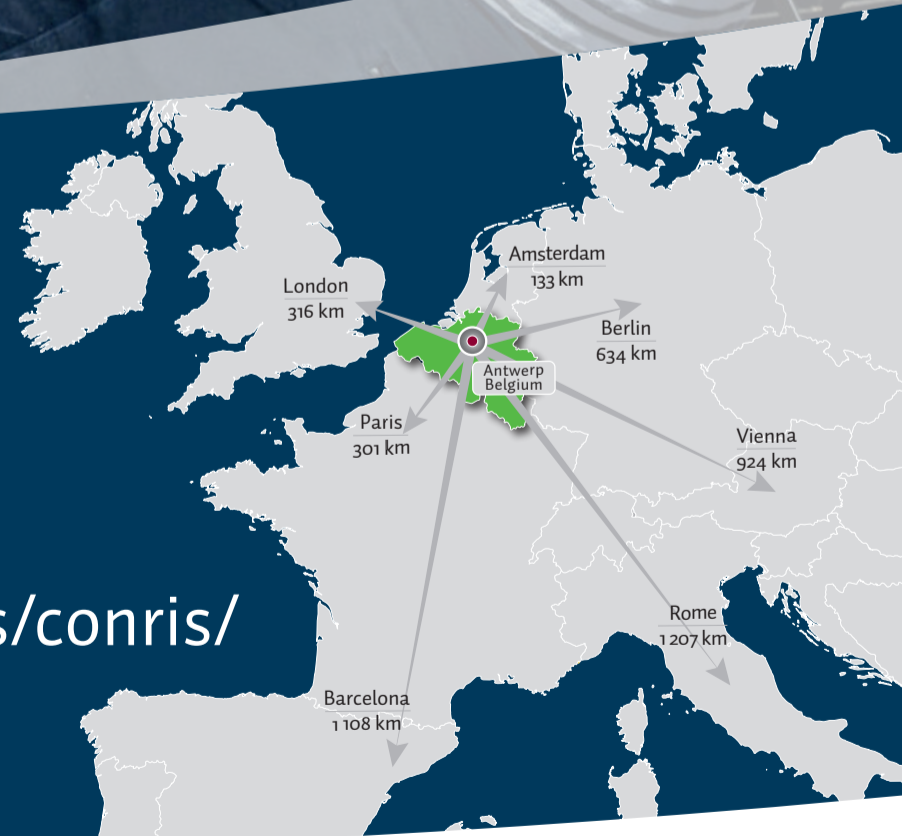 Amsterdam
133 km
London
316 km
Berlin
634 km
Antwerp
Belgium
Paris
301 km
Vienna
924 km
s/conris/
Rome
1 207 km
Barcelona
1 108 km